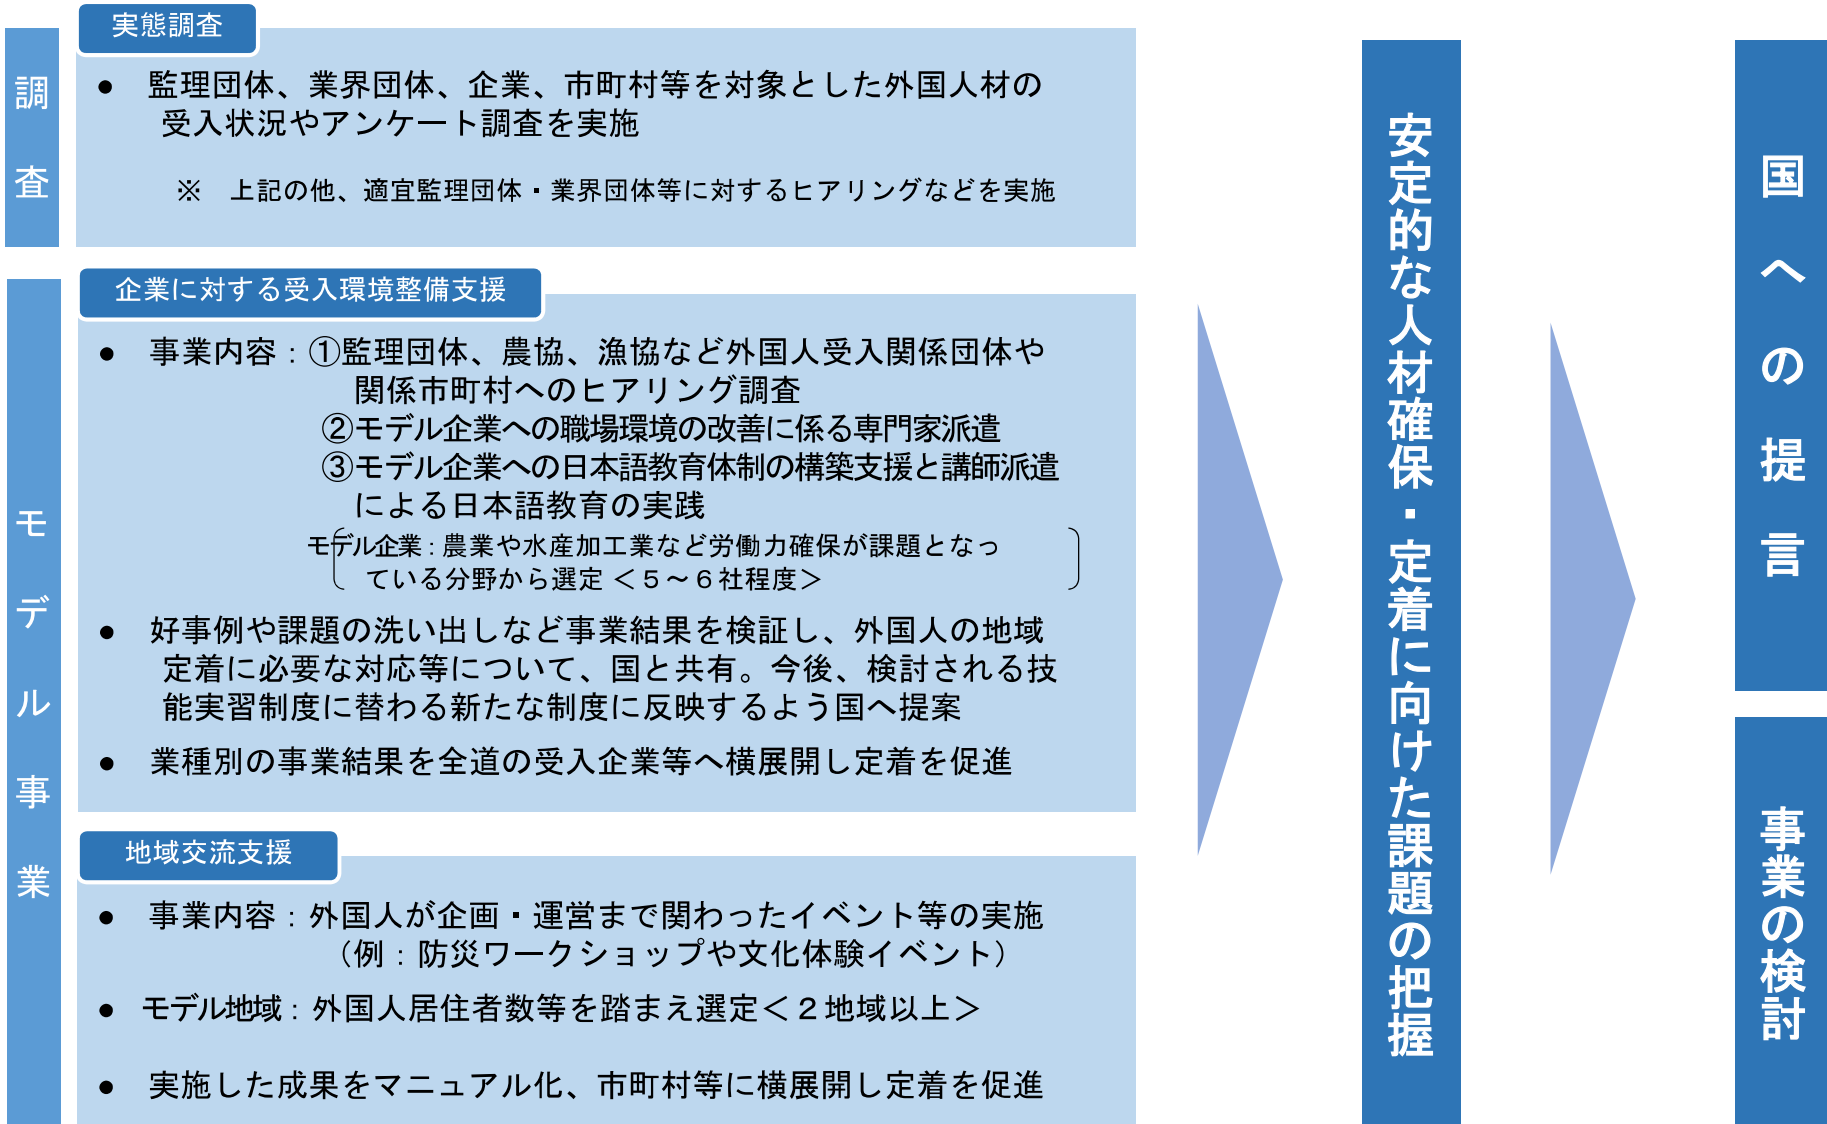 調査
実態調査
● 監理団体、業界団体、企業、市町村等を対象とした外国人材の
受入状況やアンケート調査を実施
※ 上記の他、適宜監理団体・業界団体等に対するヒアリングなどを実施
モデル事業
企業に対する受入環境整備支援
● 事業内容：①監理団体、農協、漁協など外国人受入関係団体や
関係市町村へのヒアリング調査
②モデル企業への職場環境の改善に係る専門家派遣
③モデル企業への日本語教育体制の構築支援と講師派遣
による日本語教育の実践
モデル企業：農業や水産加工業など労働力確保が課題となっ
ている分野から選定＜５～６社程度＞
● 好事例や課題の洗い出しなど事業結果を検証し、外国人の地域
定着に必要な対応等について、国と共有。今後、検討される技
能実習制度に替わる新たな制度に反映するよう国へ提案
● 業種別の事業結果を全道の受入企業等へ横展開し定着を促進
地域交流支援
● 事業内容：外国人が企画・運営まで関わったイベント等の実施
（例：防災ワークショップや文化体験イベント）
● モデル地域：外国人居住者数等を踏まえ選定＜２地域以上＞
● 実施した成果をマニュアル化、市町村等に横展開し定着を促進
安定的な人材確保・定着に向けた課題の把握
国への提言
事業の検討